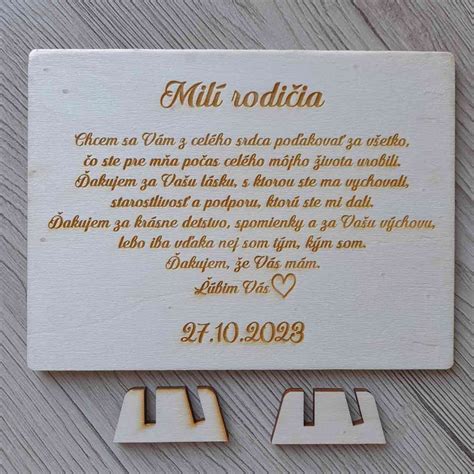 Milí rodičia
Chcem sa Vám z celého srdca poďakovať za všetko,
čo ste pre mňa počas celého môjho života urobili.
Ďakujem za Vašu lásku, s ktorou ste ma vychovali,
starostlivosť a podporu, ktorú ste mi dali.
Ďakujem za krásne detstvo, spomienky a za Vašu výchovu,
lebo iba vďaka nej som tým, kým som.
Ďakujem, že Vás mám.
Ľúbim Vás
27.10.2023